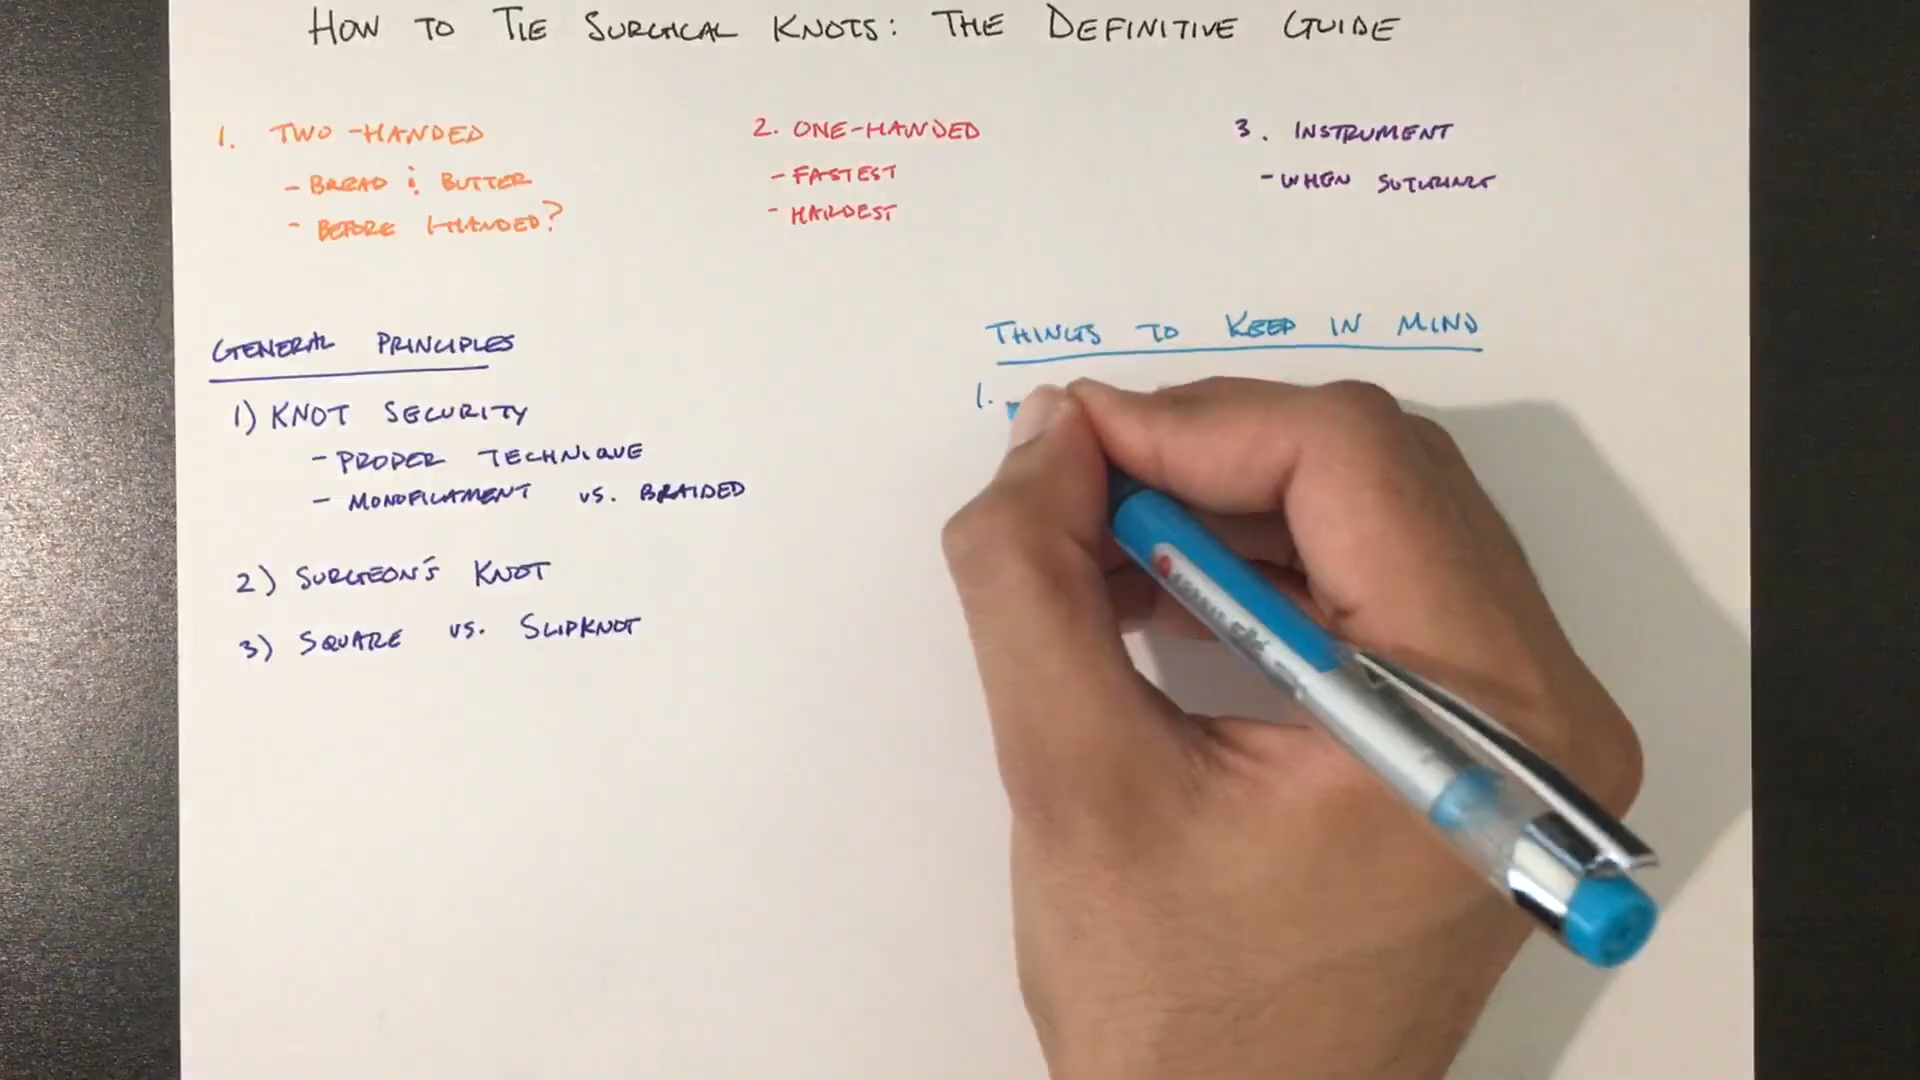 HOW TO TIE SURGICAL KNOTS: THE DEFINITIVE GUIDE
1. TWO-HANDED
- BREAD & BUTTER
- BEFORE 1-HANDED?
2. ONE-HANDED
- FASTEST
- HARDEST
3. INSTRUMENT
- WHEN SUTURING
GENERAL PRINCIPLES
1) KNOT SECURITY
- PROPER TECHNIQUE
- MONOFILAMENT vs. BRAIDED
2) SURGEON'S KNOT
3) SQUARE vs. SLIPKNOT
THINGS TO KEEP IN MIND
1.